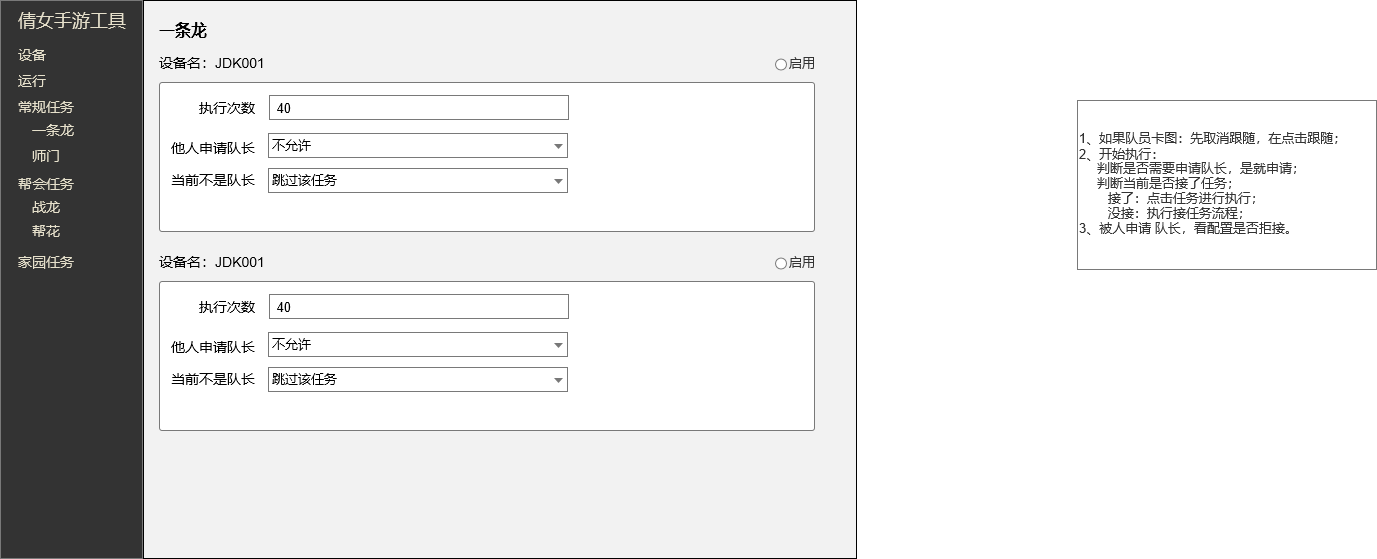 倩女手游工具
设备
运行
常规任务
一条龙
师门
帮会任务
战龙
帮花
家园任务
一条龙
设备名：JDK001
启用
执行次数
40
他人申请队长
不允许
当前不是队长
跳过该任务
设备名：JDK001
启用
执行次数
40
他人申请队长
不允许
当前不是队长
跳过该任务
1、如果队员卡图：先取消跟随，在点击跟随；
2、开始执行：
判断是否需要申请队长，是就申请；
判断当前是否接了任务；
接了：点击任务进行执行；
没接：执行接任务流程；
3、被人申请 队长，看配置是否拒接。